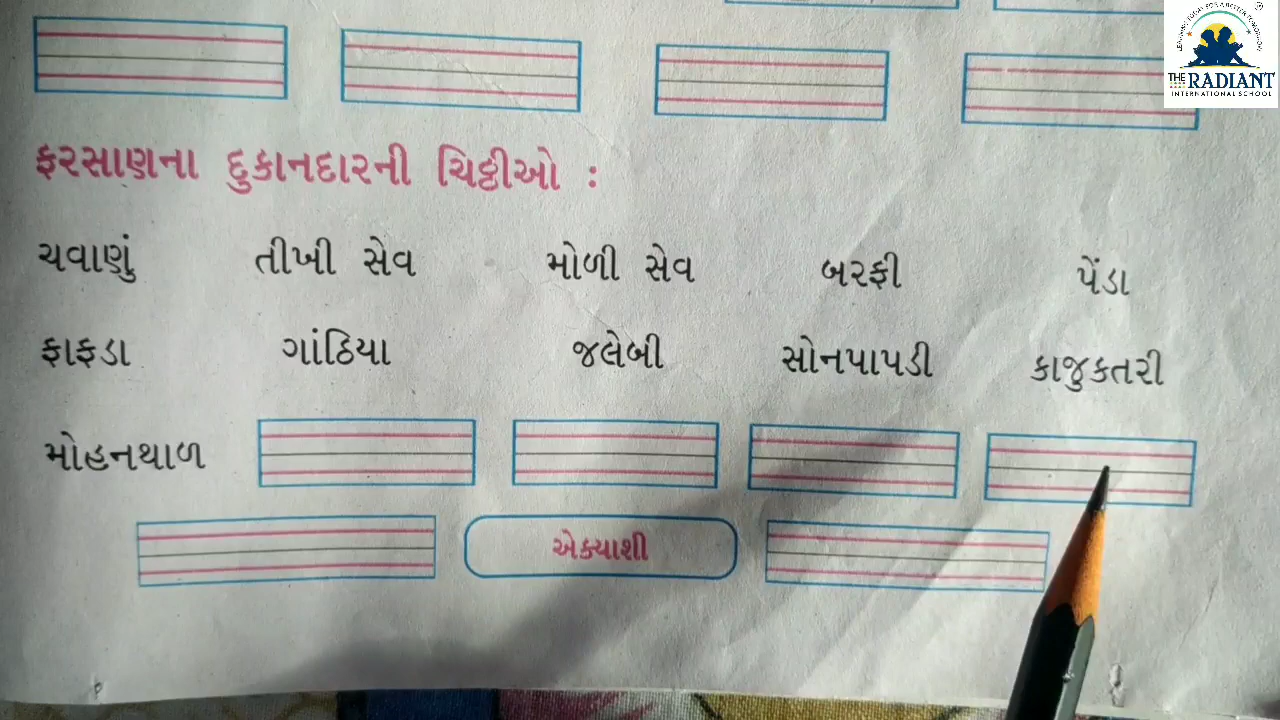 THE RADIANT
INTERNATIONAL SCHOOL
ફરસાણના દુકાનદારની ચિઠ્ઠીઓ :
ચવાણું તીખી સેવ મોળી સેવ બરફી પેંડા
ફાફડા ગાંઠિયા જલેબી સોનપાપડી કાજુકતરી
મોહનથાળ
એક્યાશી